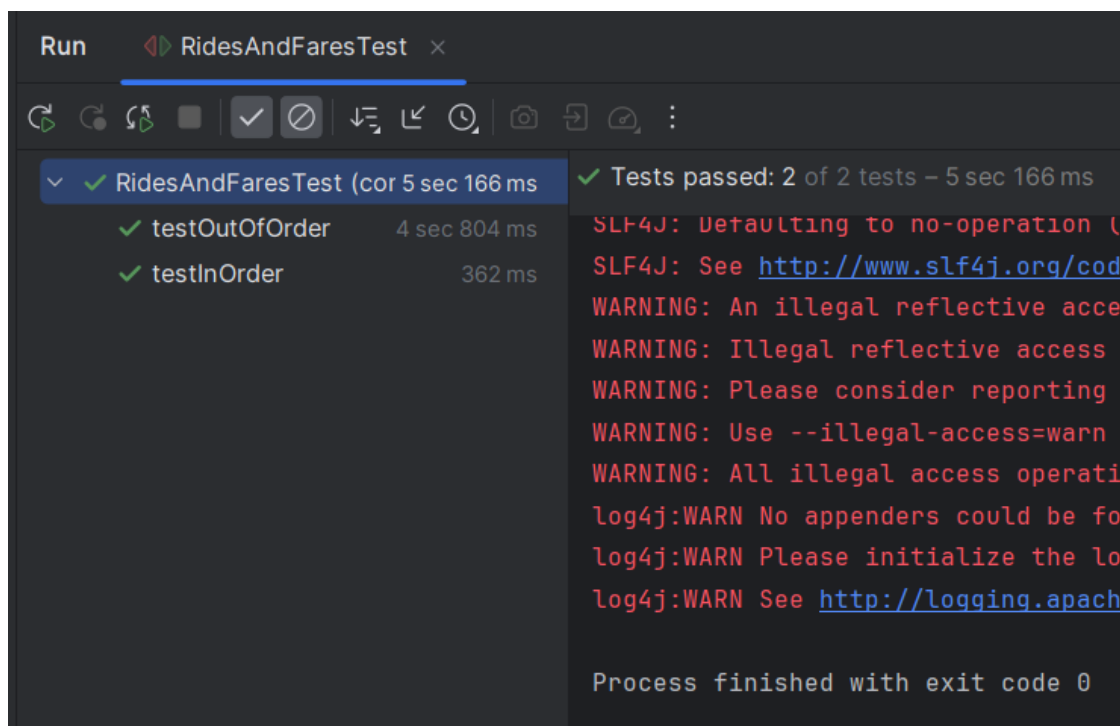 Run RidesAndFaresTest
RidesAndFaresTest (cor 5 sec 166 ms
testOutOfOrder 4 sec 804 ms
testInOrder 362 ms
Tests passed: 2 of 2 tests – 5 sec 166 ms
SLF4J: Defaulting to no-operation (
SLF4J: See http://www.slf4j.org/cod
WARNING: An illegal reflective acce
WARNING: Illegal reflective access
WARNING: Please consider reporting
WARNING: Use --illegal-access=warn
WARNING: All illegal access operati
log4j:WARN No appenders could be fo
log4j:WARN Please initialize the lo
log4j:WARN See http://logging.apach
Process finished with exit code 0